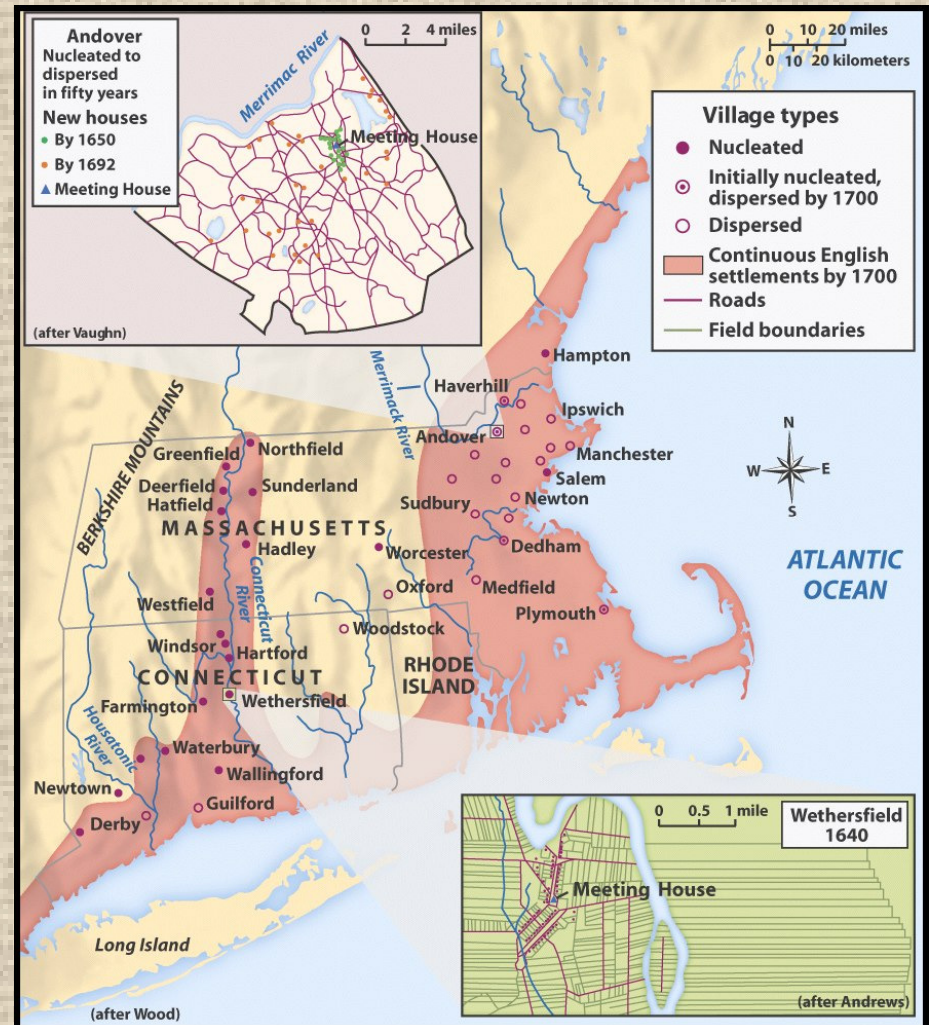 Andover
Nucleated to
dispersed
in fifty years
New houses
By 1650
By 1692
Meeting House
Merrimac River
0 2 4 miles
Meeting House
(after Vaughn)
0 10 20 miles
0 10 20 kilometers
Village types
Nucleated
Initially nucleated,
dispersed by 1700
Dispersed
Continuous English
settlements by 1700
Roads
Field boundaries
Hampton
Merrimack River
Haverhill
Ipswich
Andover
Manchester
Salem
Newton
Sudbury
Dedham
Medfield
Plymouth
N
W E
S
ATLANTIC
OCEAN
BERKSHIRE MOUNTAINS
Northfield
Greenfield
Deerfield
Sunderland
Hatfield
MASSACHUSETTS
Hadley
Worcester
Connecticut
River
Oxford
Westfield
Woodstock
Windsor
Hartford
RHODE
ISLAND
CONNECTICUT
Wethersfield
Farmington
Housatonic
River
Waterbury
Wallingford
Newtown
Guilford
Derby
Long Island
(after Wood)
0 0.5 1 mile
Wethersfield
1640
Meeting House
(after Andrews)